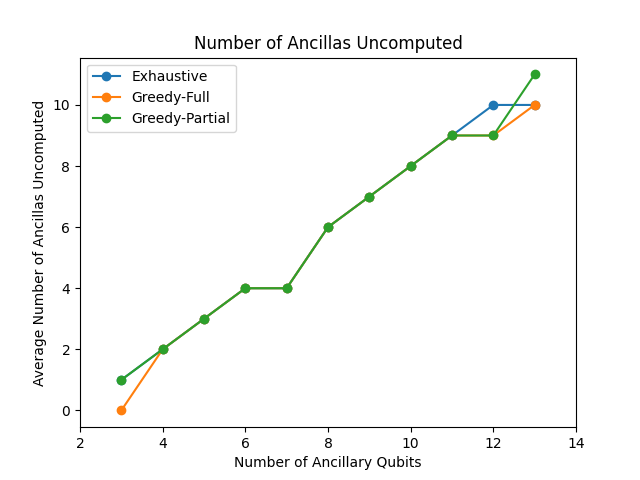 Number of Ancillas Uncomputed
Exhaustive
Greedy-Full
Greedy-Partial
Average Number of Ancillas Uncomputed
10
8
6
4
2
0
2 4 6 8 10 12 14
Number of Ancillary Qubits